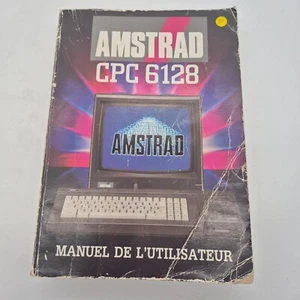 AMSTRAD
CPC 6128
AMSTRAD
MANUEL DE L'UTILISATEUR